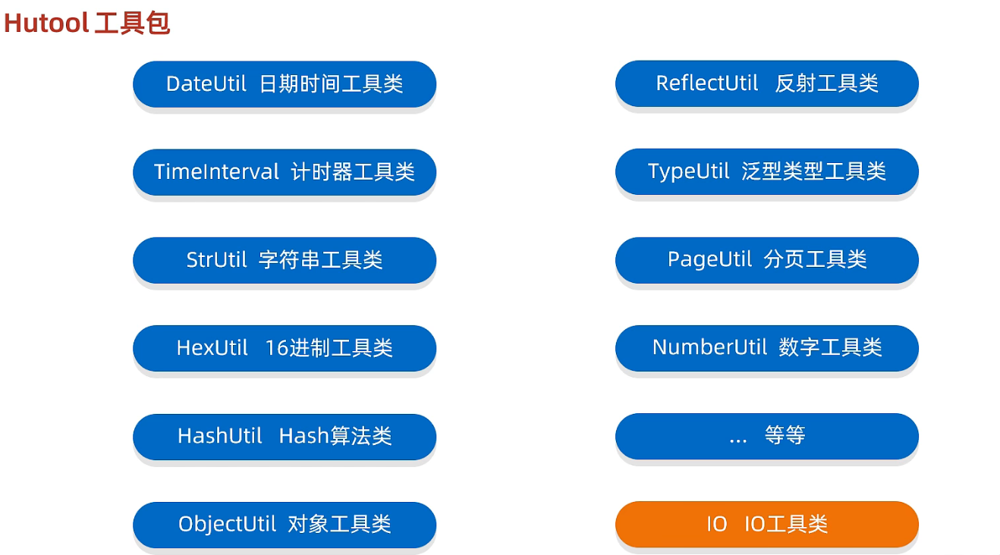 Hutool 工具包
DateUtil 日期时间工具类
TimeInterval 计时器工具类
StrUtil 字符串工具类
HexUtil 16进制工具类
HashUtil Hash算法类
ObjectUtil 对象工具类
ReflectUtil 反射工具类
TypeUtil 泛型类型工具类
PageUtil 分页工具类
NumberUtil 数字工具类
... 等等
IO IO工具类